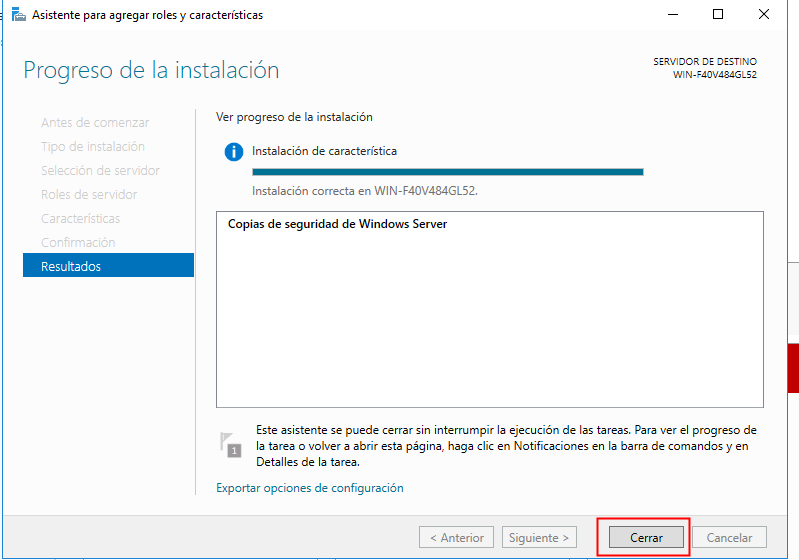 Asistente para agregar roles y características
Progreso de la instalación
SERVIDOR DE DESTINO
WIN-F40V484GL52
Antes de comenzar
Tipo de instalación
Selección de servidor
Roles de servidor
Características
Confirmación
Resultados
Ver progreso de la instalación
Instalación de característica
Instalación correcta en WIN-F40V484GL52.
Copias de seguridad de Windows Server
1
Este asistente se puede cerrar sin interrumpir la ejecución de las tareas. Para ver el progreso de
la tarea o volver a abrir esta página, haga clic en Notificaciones en la barra de comandos y en
Detalles de la tarea.
Exportar opciones de configuración
< Anterior
Siguiente >
Cerrar
Cancelar